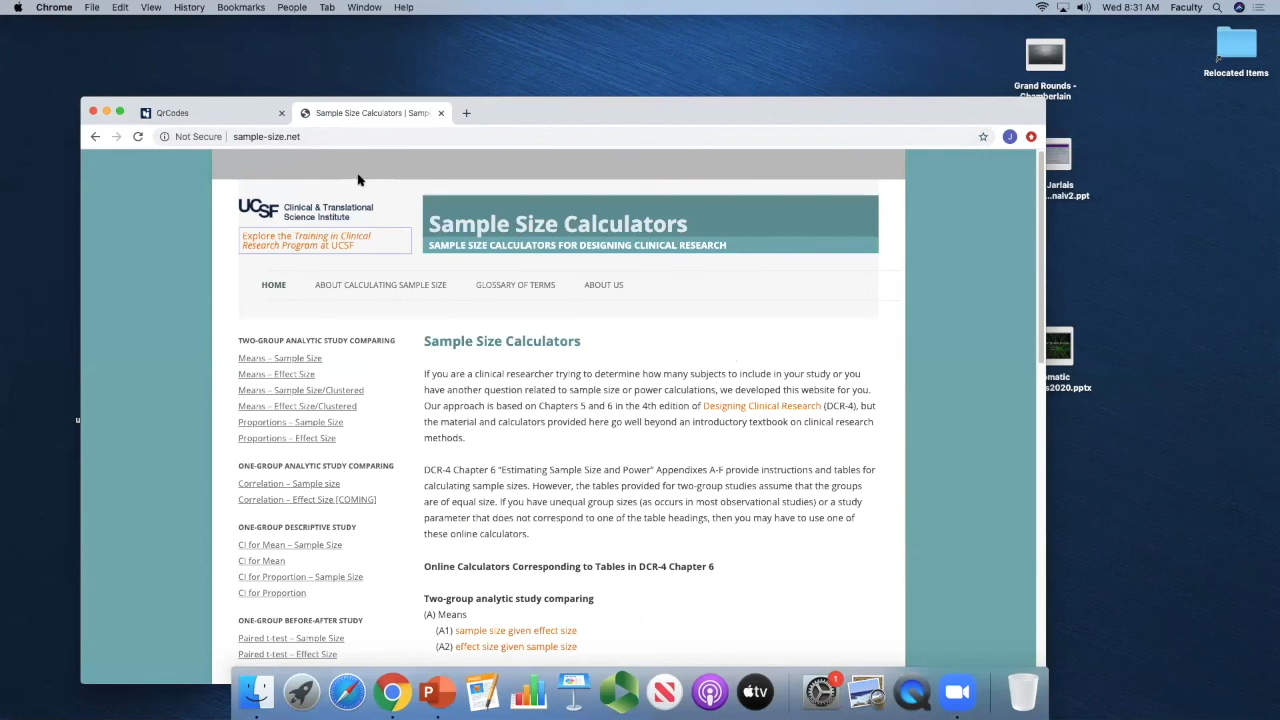 Chrome File Edit View History Bookmarks People Tab Window Help
Wed 8:31 AM Faculty
Grand Rounds -
Chamberlain
Relocated Items
QrCodes
Sample Size Calculators | Samp
Not Secure | sample-size.net
J
Jarlais
...nalv2.ppt
UCSF Clinical & Translational
Science Institute
Explore the Training in Clinical
Research Program at UCSF
Sample Size Calculators
SAMPLE SIZE CALCULATORS FOR DESIGNING CLINICAL RESEARCH
HOME ABOUT CALCULATING SAMPLE SIZE GLOSSARY OF TERMS ABOUT US
TWO-GROUP ANALYTIC STUDY COMPARING
Means – Sample Size
Means – Effect Size
Means – Sample Size/Clustered
Means – Effect Size/Clustered
Proportions – Sample Size
Proportions – Effect Size
ONE-GROUP ANALYTIC STUDY COMPARING
Correlation – Sample size
Correlation – Effect Size [COMING]
ONE-GROUP DESCRIPTIVE STUDY
CI for Mean – Sample Size
CI for Mean
CI for Proportion – Sample Size
CI for Proportion
ONE-GROUP BEFORE-AFTER STUDY
Paired t-test – Sample Size
Paired t-test – Effect Size
Sample Size Calculators
If you are a clinical researcher trying to determine how many subjects to include in your study or you
have another question related to sample size or power calculations, we developed this website for you.
Our approach is based on Chapters 5 and 6 in the 4th edition of Designing Clinical Research (DCR-4), but
the material and calculators provided here go well beyond an introductory textbook on clinical research
methods.
DCR-4 Chapter 6 “Estimating Sample Size and Power” Appendixes A-F provide instructions and tables for
calculating sample sizes. However, the tables provided for two-group studies assume that the groups
are of equal size. If you have unequal group sizes (as occurs in most observational studies) or a study
parameter that does not correspond to one of the table headings, then you may have to use one of
these online calculators.
Online Calculators Corresponding to Tables in DCR-4 Chapter 6
Two-group analytic study comparing
(A) Means
(A1) sample size given effect size
(A2) effect size given sample size
omatic
s2020.pptx
u
1
tv